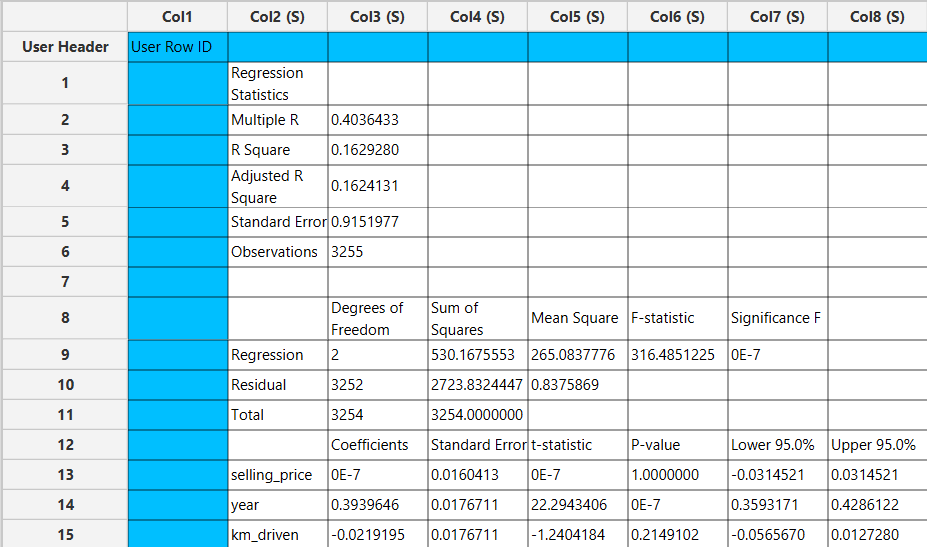 Col1 Col2 (S) Col3 (S) Col4 (S) Col5 (S) Col6 (S) Col7 (S) Col8 (S)
User Header User Row ID
1 Regression
Statistics
2 Multiple R 0.4036433
3 R Square 0.1629280
4 Adjusted R
Square 0.1624131
5 Standard Error 0.9151977
6 Observations 3255
7
8 Degrees of
Freedom Sum of
Squares Mean Square F-statistic Significance F
9 Regression 2 530.1675553 265.0837776 316.4851225 0E-7
10 Residual 3252 2723.8324447 0.8375869
11 Total 3254 3254.0000000
12 Coefficients Standard Error t-statistic P-value Lower 95.0% Upper 95.0%
13 selling_price 0E-7 0.0160413 0E-7 1.0000000 -0.0314521 0.0314521
14 year 0.3939646 0.0176711 22.2943406 0E-7 0.3593171 0.4286122
15 km_driven -0.0219195 0.0176711 -1.2404184 0.2149102 -0.0565670 0.0127280